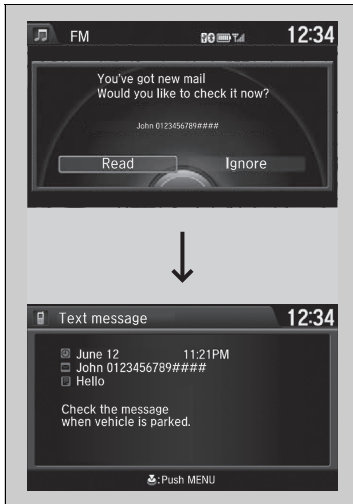 FM
12:34
You've got new mail
Would you like to check it now?
John 0123456789####
Read Ignore
Text message
12:34
June 12 11:21PM
John 0123456789####
Hello
Check the message
when vehicle is parked.
:Push MENU